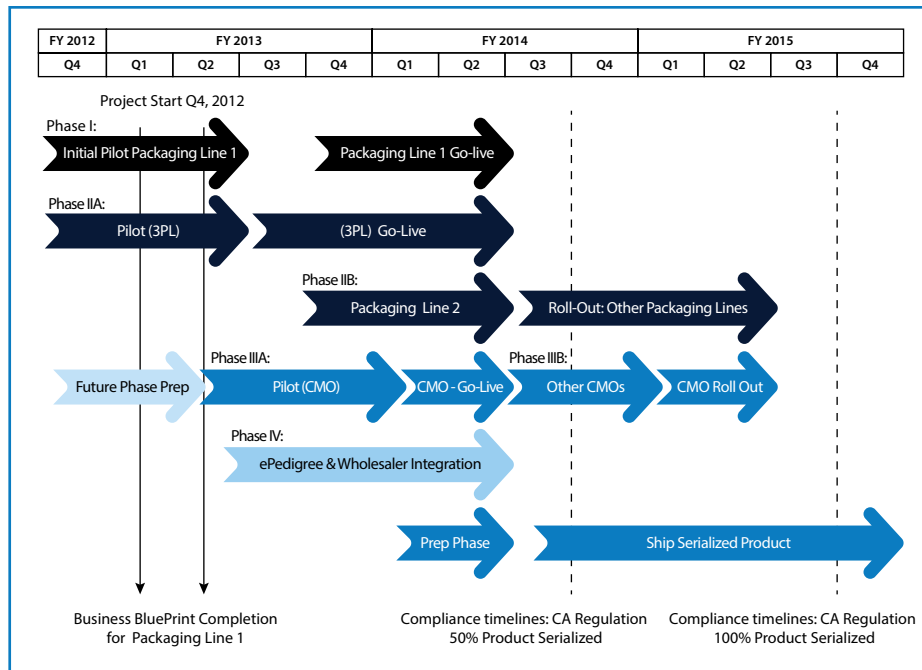 FY 2012 FY 2013 FY 2014 FY 2015
Q4 Q1 Q2 Q3 Q4 Q1 Q2 Q3 Q4 Q1 Q2 Q3 Q4
Project Start Q4, 2012
Phase I:
Initial Pilot Packaging Line 1 Packaging Line 1 Go-live
Phase IIA:
Pilot (3PL) (3PL) Go-Live
Phase IIB:
Packaging Line 2 Roll-Out: Other Packaging Lines
Phase IIIA: Phase IIIB:
Future Phase Prep Pilot (CMO) CMO - Go-Live Other CMOs CMO Roll Out
Phase IV:
ePedigree & Wholesaler Integration
Prep Phase Ship Serialized Product
Business BluePrint Completion Compliance timelines: CA Regulation Compliance timelines: CA Regulation
for Packaging Line 1 50% Product Serialized 100% Product Serialized